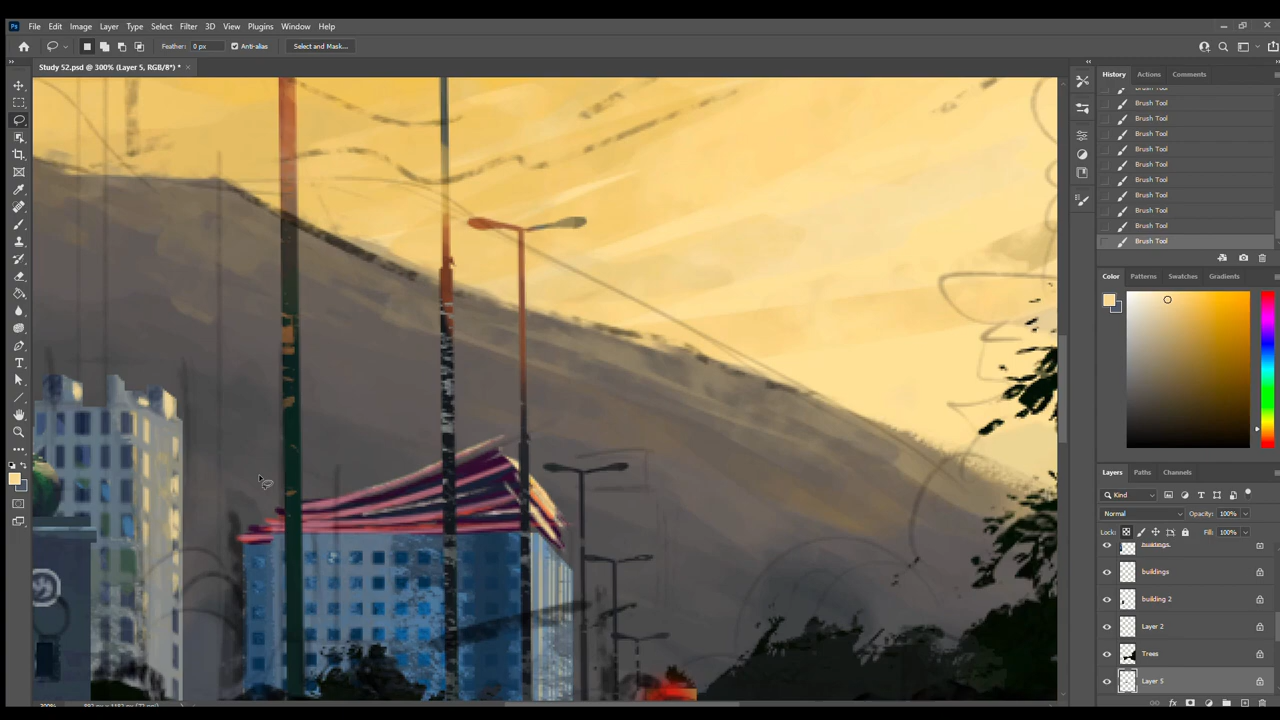 Ps File Edit Image Layer Type Select Filter 3D View Plugins Window Help
Feather: 0 px Anti-alias Select and Mask...
Study 52.psd @ 300% (Layer 5, RGB/8*) * ×
History Actions Comments
Brush Tool
Brush Tool
Brush Tool
Brush Tool
Brush Tool
Brush Tool
Brush Tool
Brush Tool
Brush Tool
Brush Tool
Brush Tool
Color Patterns Swatches Gradients
Layers Paths Channels
Kind
Normal Opacity: 100%
Lock: Fill: 100%
buildings
buildings
building 2
Layer 2
Trees
Layer 5
fx